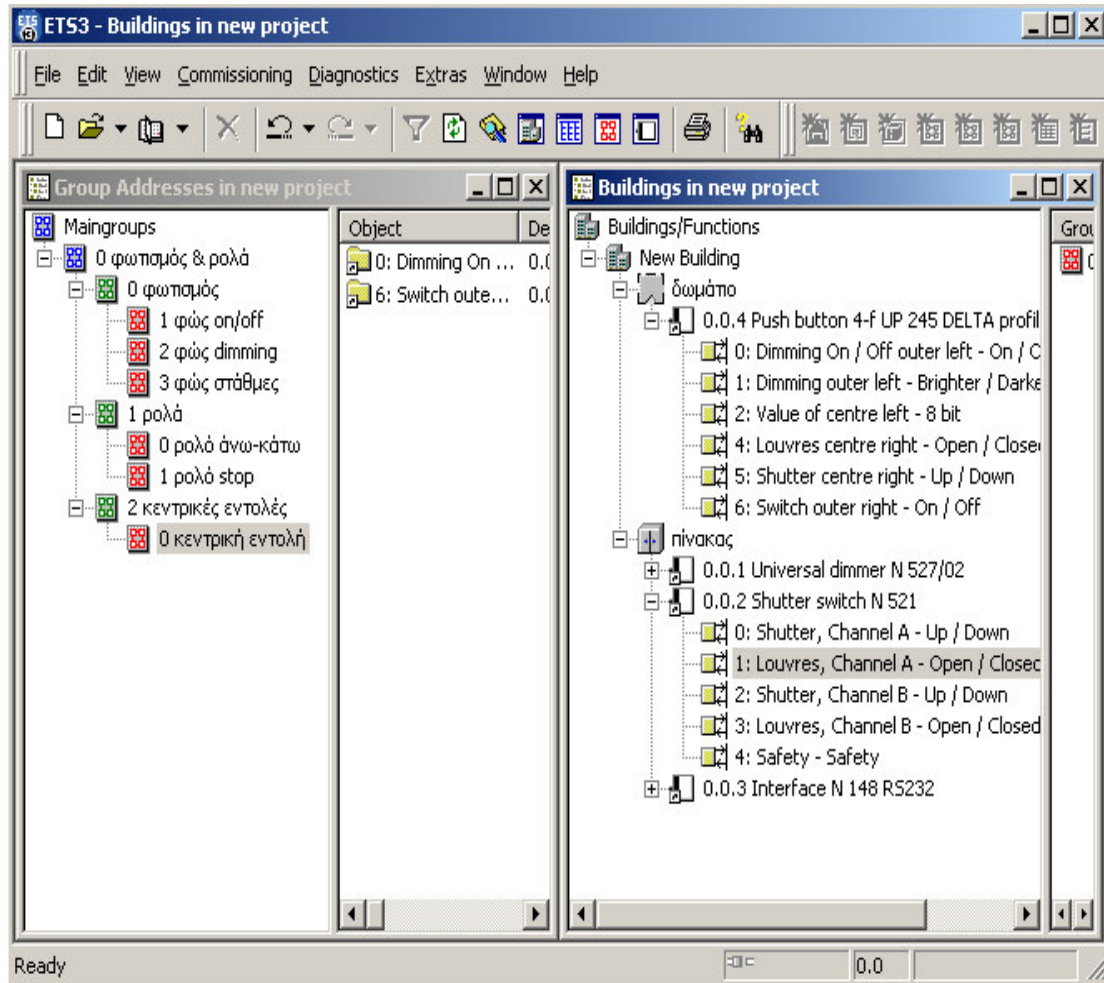 ETS3 - Buildings in new project
File Edit View Commissioning Diagnostics Extras Window Help
Group Addresses in new project
Maingroups
0 φωτισμός & ρολά
0 φωτισμός
1 φώς on/off
2 φώς dimming
3 φώς στάθμες
1 ρολά
0 ρολό άνω-κάτω
1 ρολό stop
2 κεντρικές εντολές
0 κεντρική εντολή
Object De
0: Dimming On ... 0.0
6: Switch oute... 0.0
Buildings in new project
Buildings/Functions
New Building
δωμάτιο
0.0.4 Push button 4-f UP 245 DELTA profil
0: Dimming On / Off outer left - On / O
1: Dimming outer left - Brighter / Darke
2: Value of centre left - 8 bit
4: Louvres centre right - Open / Closed
5: Shutter centre right - Up / Down
6: Switch outer right - On / Off
πίνακας
0.0.1 Universal dimmer N 527/02
0.0.2 Shutter switch N 521
0: Shutter, Channel A - Up / Down
1: Louvres, Channel A - Open / Closed
2: Shutter, Channel B - Up / Down
3: Louvres, Channel B - Open / Closed
4: Safety - Safety
0.0.3 Interface N 148 RS232
Grou
0
Ready 0.0